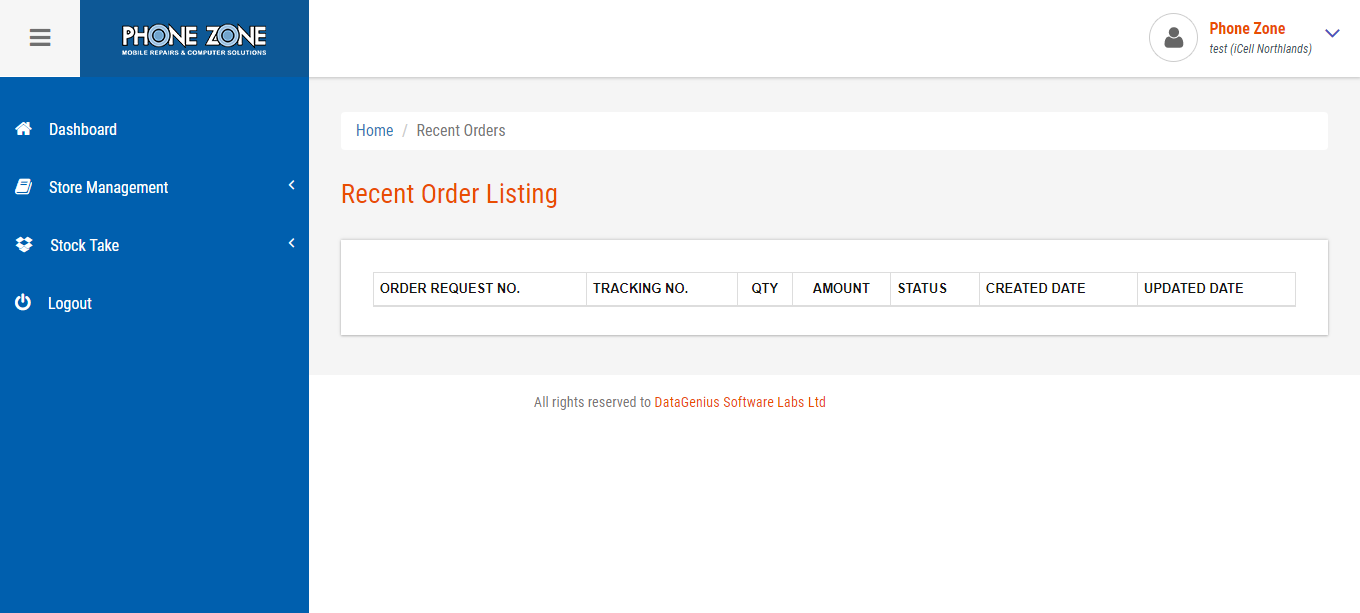 PHONE ZONE
MOBILE REPAIRS & COMPUTER SOLUTIONS
Phone Zone
test (iCell Northlands)
Dashboard
Store Management
Stock Take
Logout
Home / Recent Orders
Recent Order Listing
ORDER REQUEST NO. TRACKING NO. QTY AMOUNT STATUS CREATED DATE UPDATED DATE
All rights reserved to DataGenius Software Labs Ltd